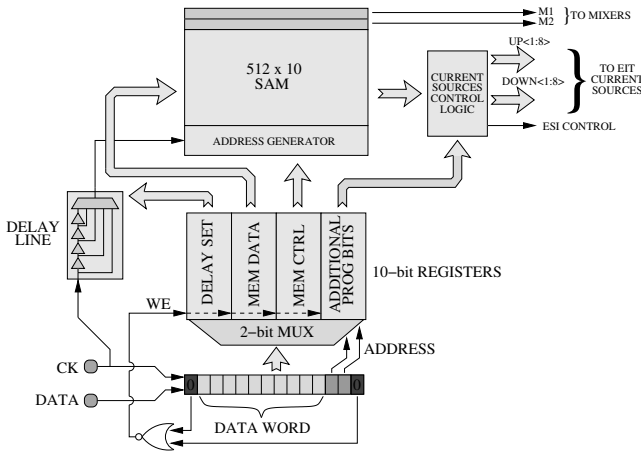 M1
M2
TO MIXERS
512 x 10
SAM
ADDRESS GENERATOR
CURRENT
SOURCES
CONTROL
LOGIC
UP<1:8>
DOWN<1:8>
TO EIT
CURRENT
SOURCES
ESI CONTROL
DELAY
LINE
DELAY SET
MEM DATA
MEM CTRL
ADDITIONAL
PROG BITS
10−bit REGISTERS
WE
2−bit MUX
ADDRESS
CK
DATA
0
0
DATA WORD